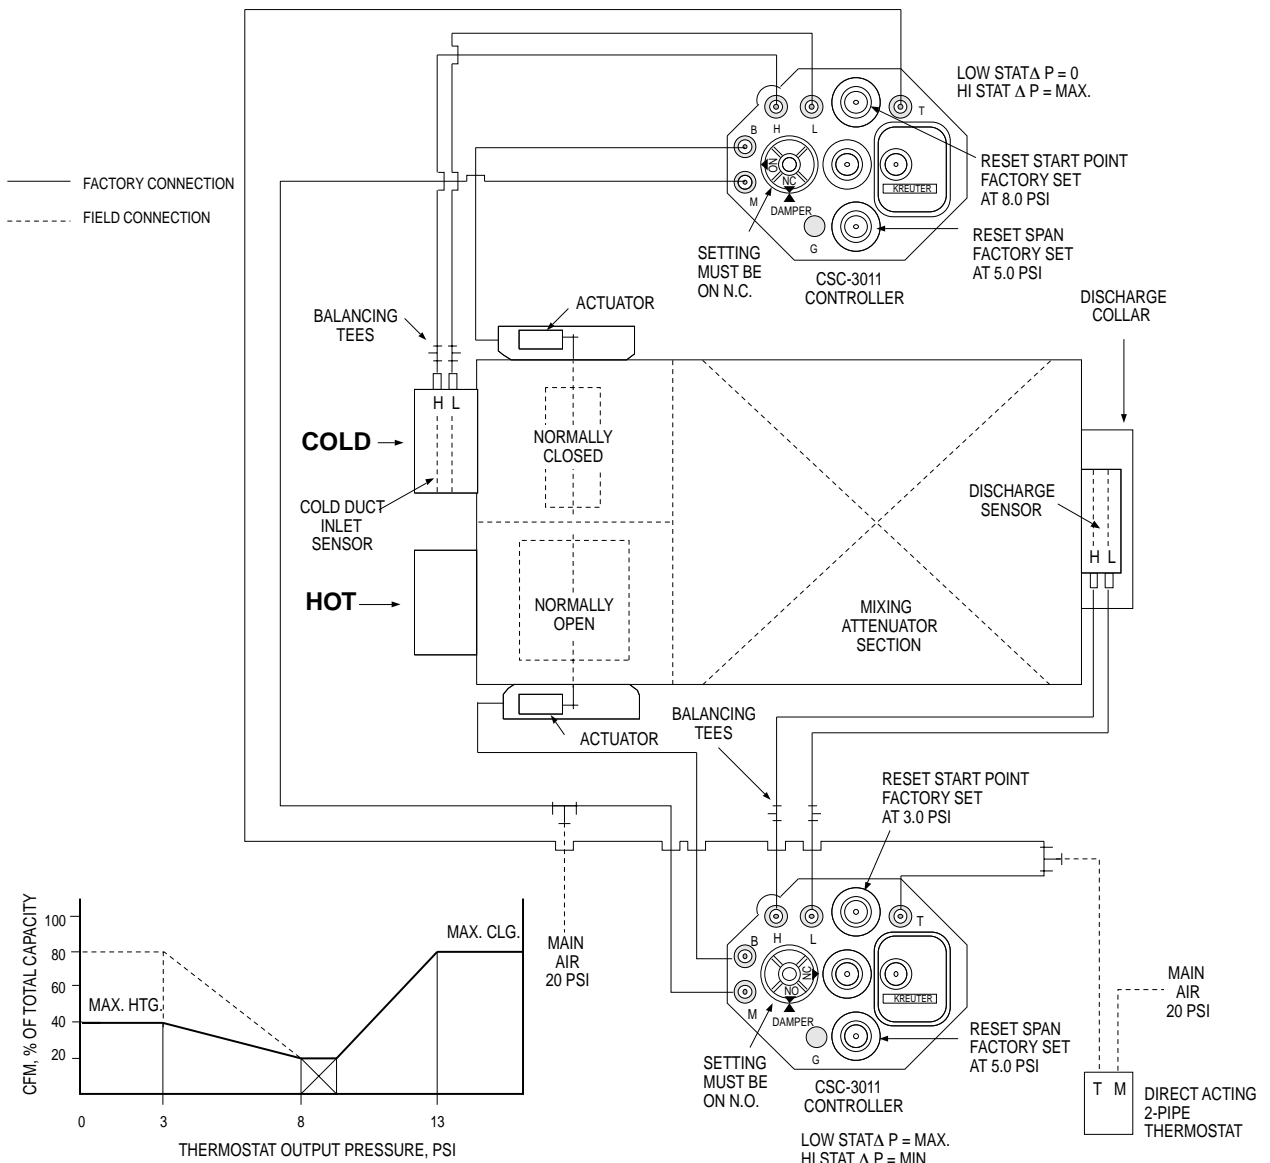 LOW STATΔ P = 0
HI STAT Δ P = MAX.
FACTORY CONNECTION
FIELD CONNECTION
B
H
L
T
M
NO
NC
DAMPER
G
KREUTER
RESET START POINT
FACTORY SET
AT 8.0 PSI
RESET SPAN
FACTORY SET
AT 5.0 PSI
SETTING
MUST BE
ON N.C.
CSC-3011
CONTROLLER
DISCHARGE
COLLAR
BALANCING
TEES
ACTUATOR
H L
COLD
NORMALLY
CLOSED
COLD DUCT
INLET
SENSOR
DISCHARGE
SENSOR
H L
HOT
NORMALLY
OPEN
MIXING
ATTENUATOR
SECTION
ACTUATOR
BALANCING
TEES
RESET START POINT
FACTORY SET
AT 3.0 PSI
MAIN
AIR
20 PSI
B
H
L
T
M
NC
NO
DAMPER
G
KREUTER
RESET SPAN
FACTORY SET
AT 5.0 PSI
SETTING
MUST BE
ON N.O.
CSC-3011
CONTROLLER
LOW STATΔ P = MAX.
HI STAT Δ P = MIN
MAIN
AIR
20 PSI
T M
DIRECT ACTING
2-PIPE
THERMOSTAT
CFM, % OF TOTAL CAPACITY
100
80
60
40
20
MAX. HTG.
MAX. CLG.
0
3
8
13
THERMOSTAT OUTPUT PRESSURE, PSI